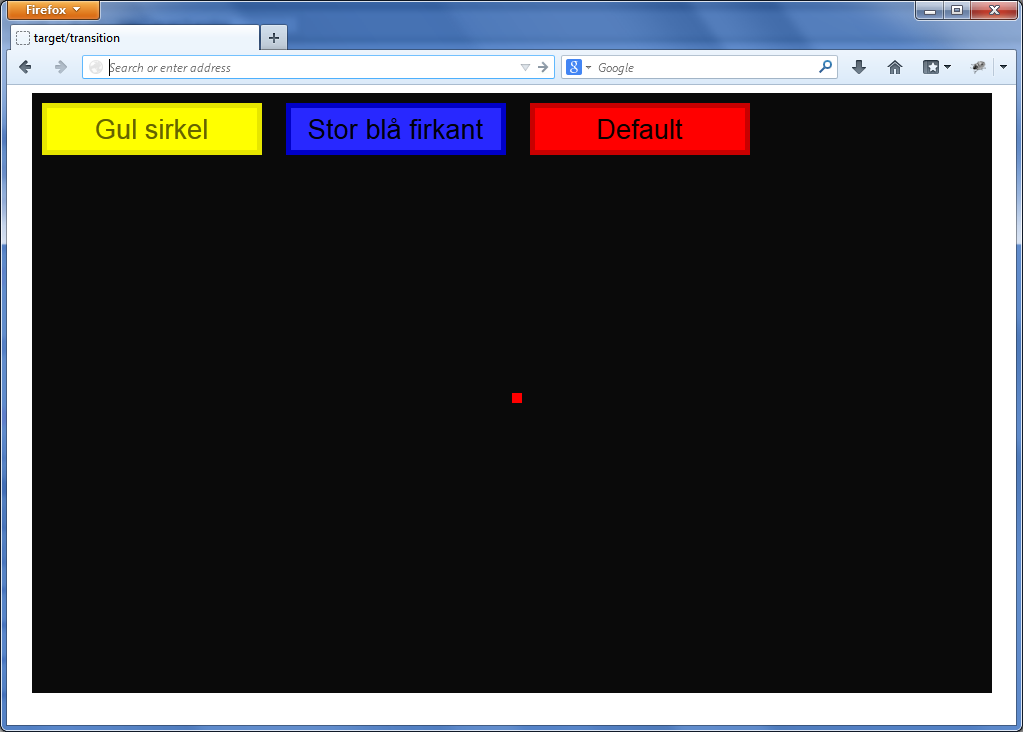 Firefox
target/transition
Search or enter address
Google
Gul sirkel
Stor blå firkant
Default